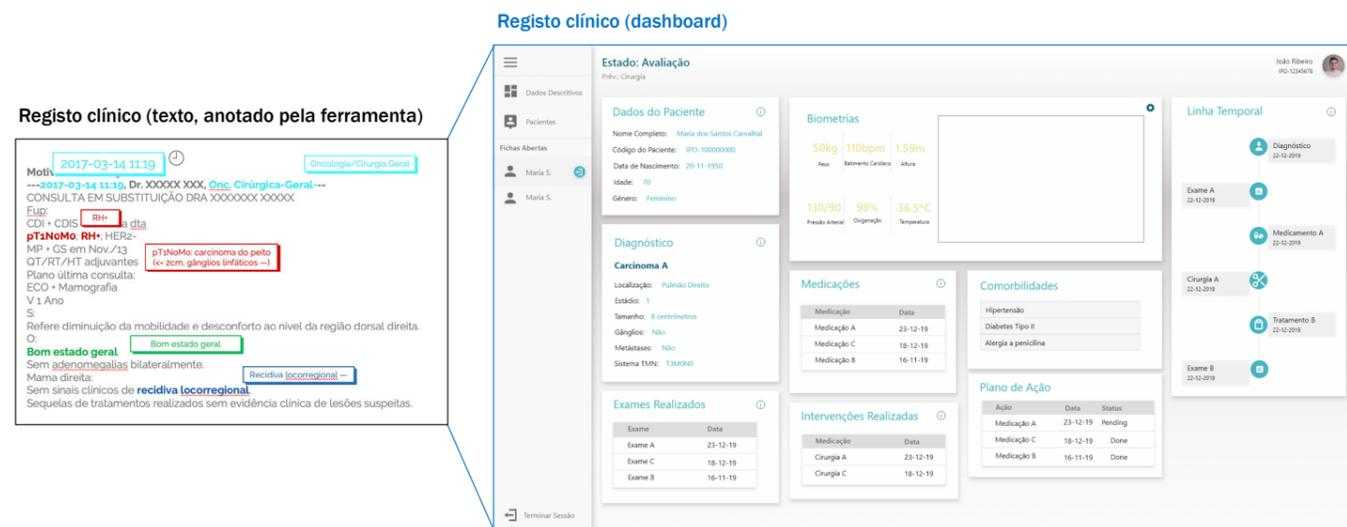 Registo clínico (dashboard)
Registo clínico (texto, anotado pela ferramenta)
2017-03-14 11:19
Oncologia/Cirurgia Geral
---2017-03-14 11:19, Dr. XXXXX XXX, Onc. Cirúrgica-Geral---
CONSULTA EM SUBSTITUIÇÃO DRA XXXXXXX XXXXX
Fup:
RH+
CDI + CDIS a dta
pT1N0M0; RH+; HER2-
MP + GS em Nov./13
pT1N0M0: carcinoma do peito
(<= 2cm, gânglios linfáticos —)
QT/RT/HT adjuvantes
Plano última consulta:
ECO + Mamografia
V 1 Ano
S:
Refere diminuição da mobilidade e desconforto ao nível da região dorsal direita.
O:
Bom estado geral
Bom estado geral
Sem adenomegalias bilateralmente.
Mama direita:
Recidiva locorregional —
Sem sinais clínicos de recidiva locorregional.
Sequelas de tratamentos realizados sem evidência clínica de lesões suspeitas.
Dados Descritivos
Pacientes
Fichas Abertas
Maria S.
Maria S.
Terminar Sessão
Estado: Avaliação
Prév.: Cirurgia
João Ribeiro
IPO-12345678
Dados do Paciente
Nome Completo: Maria dos Santos Carvalhal
Código do Paciente: IPO-100000000
Data de Nascimento: 20-11-1950
Idade: 70
Género: Feminino
Diagnóstico
Carcinoma A
Localização: Pulmão Direito
Estádio: 1
Tamanho: 8 centrímetros
Gânglios: Não
Metástases: Não
Sistema TMN: T3M0N0
Exames Realizados
Exame Data
Exame A 23-12-19
Exame C 18-12-19
Exame B 16-11-19
Biometrias
50kg 110bpm 1.59m
Peso Batimento Cardíaco Altura
130/90 98% 36.5°C
Pressão Arterial Oxigenação Temperatura
Medicações
Medicação Data
Medicação A 23-12-19
Medicação C 18-12-19
Medicação B 16-11-19
Intervenções Realizadas
Medicação Data
Cirurgia A 23-12-19
Cirurgia C 18-12-19
Comorbilidades
Hipertensão
Diabetes Tipo II
Alergia a penicilina
Plano de Ação
Ação Data Status
Medicação A 23-12-19 Pending
Medicação C 18-12-19 Done
Medicação B 16-11-19 Done
Linha Temporal
Diagnóstico
22-12-2019
Exame A
22-12-2019
Medicamento A
22-12-2019
Cirurgia A
22-12-2019
Tratamento B
22-12-2019
Exame B
22-12-2019